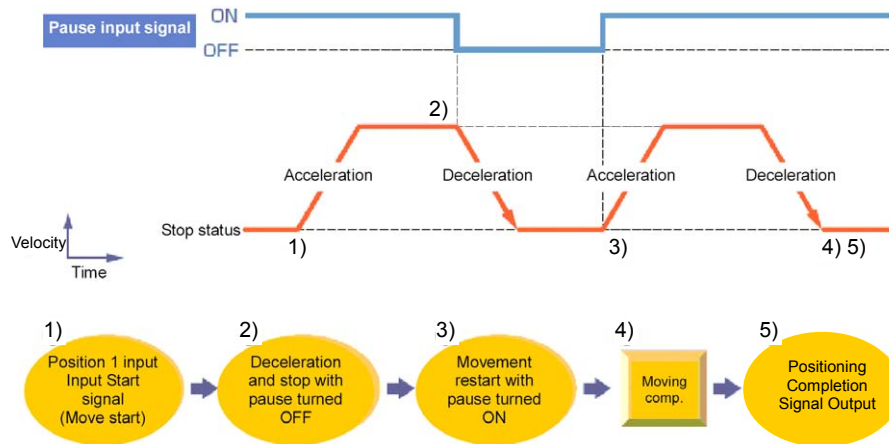 ON
Pause input signal
OFF
2)
Acceleration
Deceleration
Acceleration
Deceleration
Velocity
Time
Stop status
1)
3)
4) 5)
1)
2)
3)
4)
5)
Position 1 input
Input Start
signal
(Move start)
Deceleration
and stop with
pause turned
OFF
Movement
restart with
pause turned
ON
Moving
comp.
Positioning
Completion
Signal Output